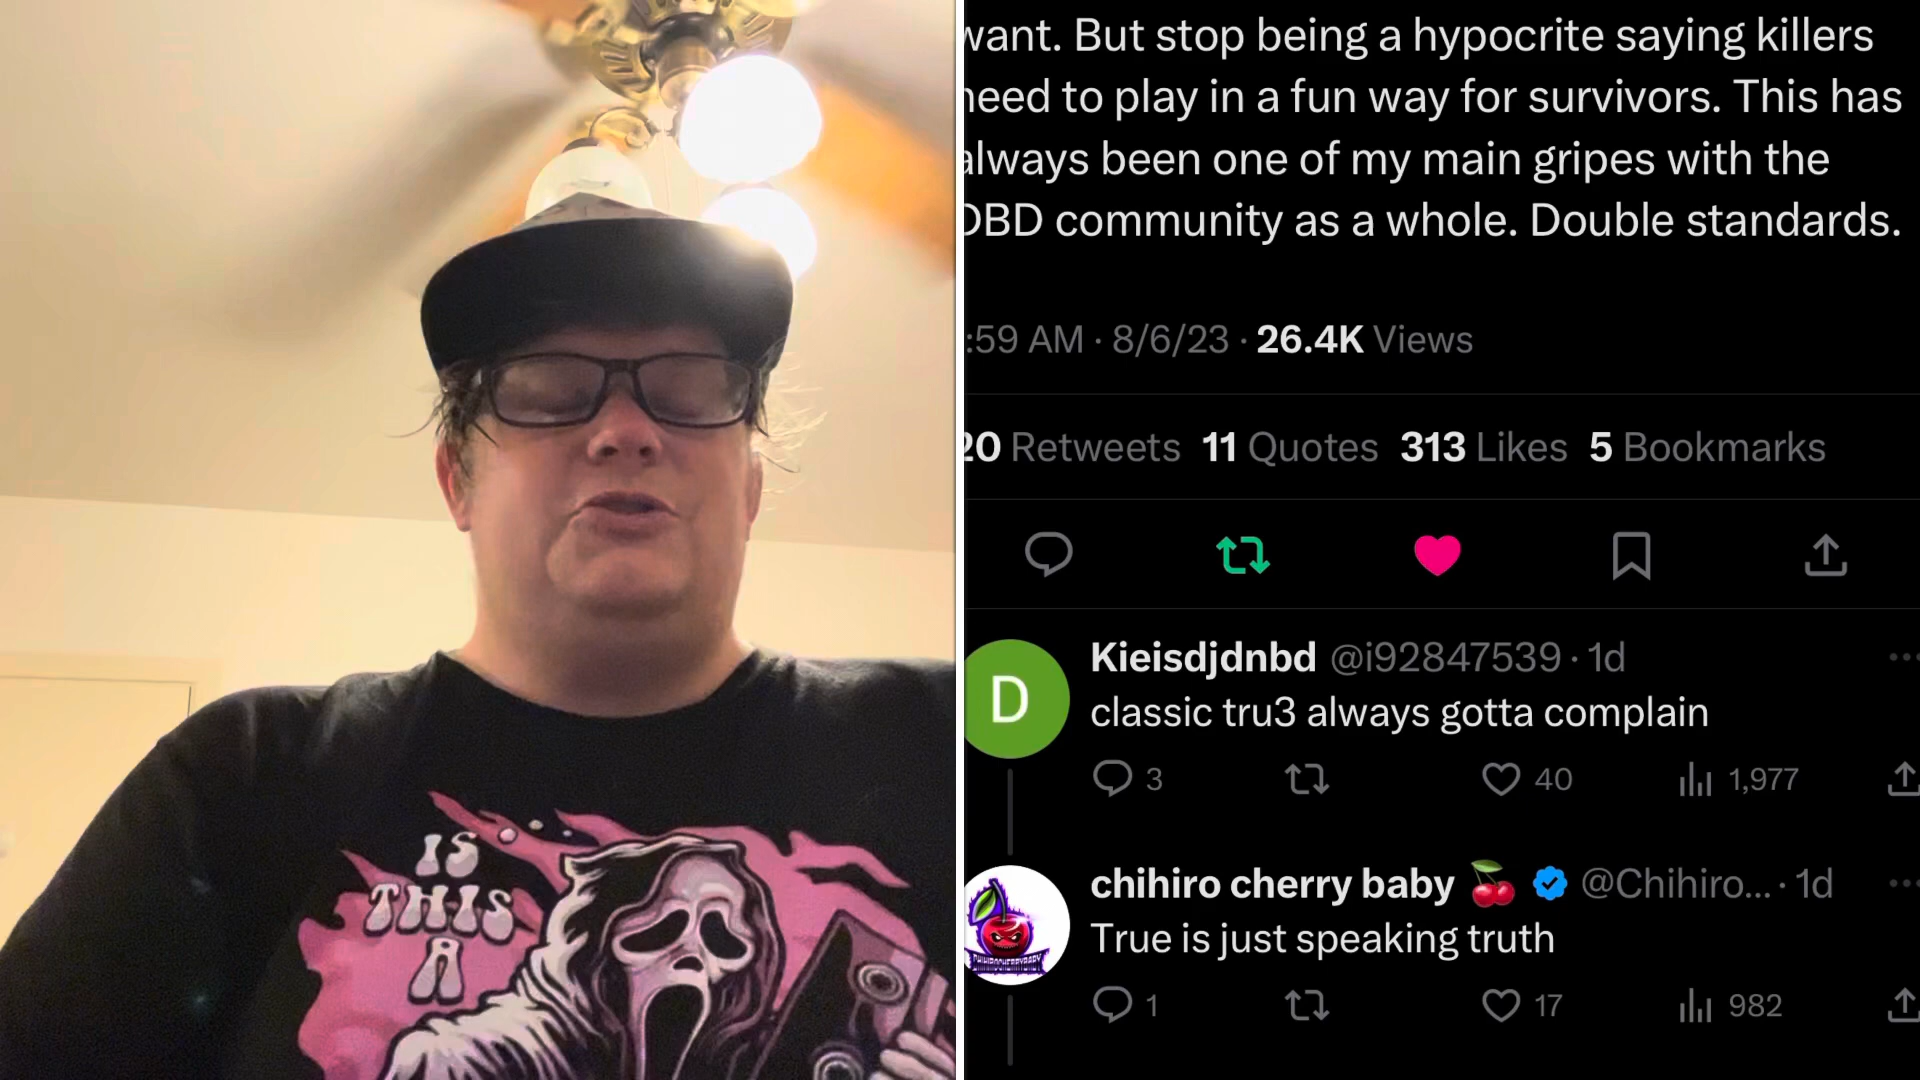 IS
THIS
A
want. But stop being a hypocrite saying killers
need to play in a fun way for survivors. This has
always been one of my main gripes with the
DBD community as a whole. Double standards.
:59 AM · 8/6/23 · 26.4K Views
20 Retweets 11 Quotes 313 Likes 5 Bookmarks
D
Kieisdjdnbd @i92847539 · 1d
classic tru3 always gotta complain
3 40 1,977
chihiro cherry baby 🍒 @Chihiro... · 1d
CHIHIROCHERRYBABY
True is just speaking truth
1 17 982